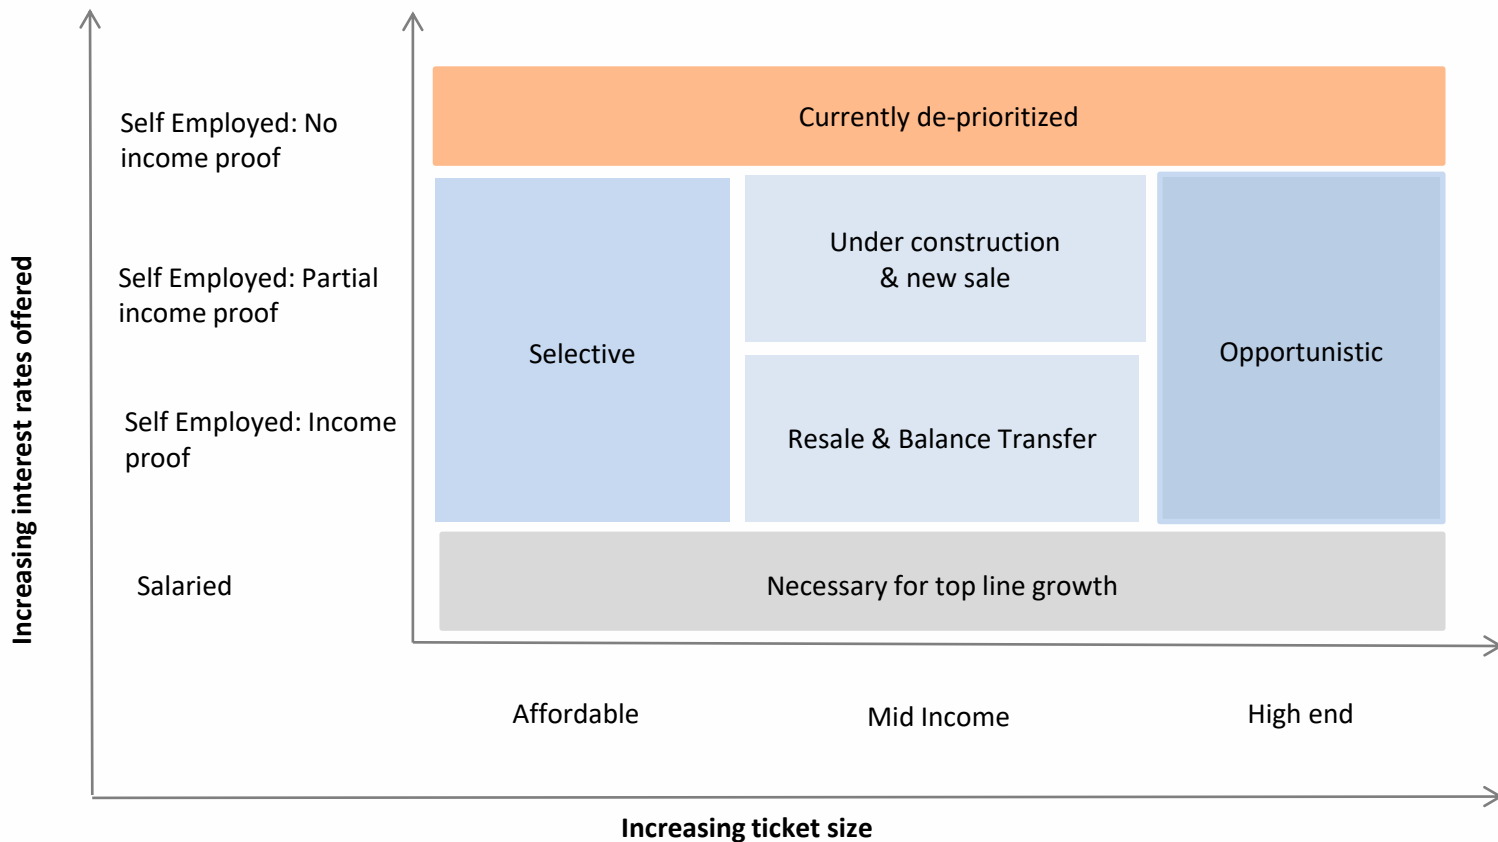 Increasing interest rates offered
Self Employed: No
income proof
Self Employed: Partial
income proof
Self Employed: Income
proof
Salaried
Currently de-prioritized
Selective
Under construction
& new sale
Resale & Balance Transfer
Opportunistic
Necessary for top line growth
Affordable
Mid Income
High end
Increasing ticket size